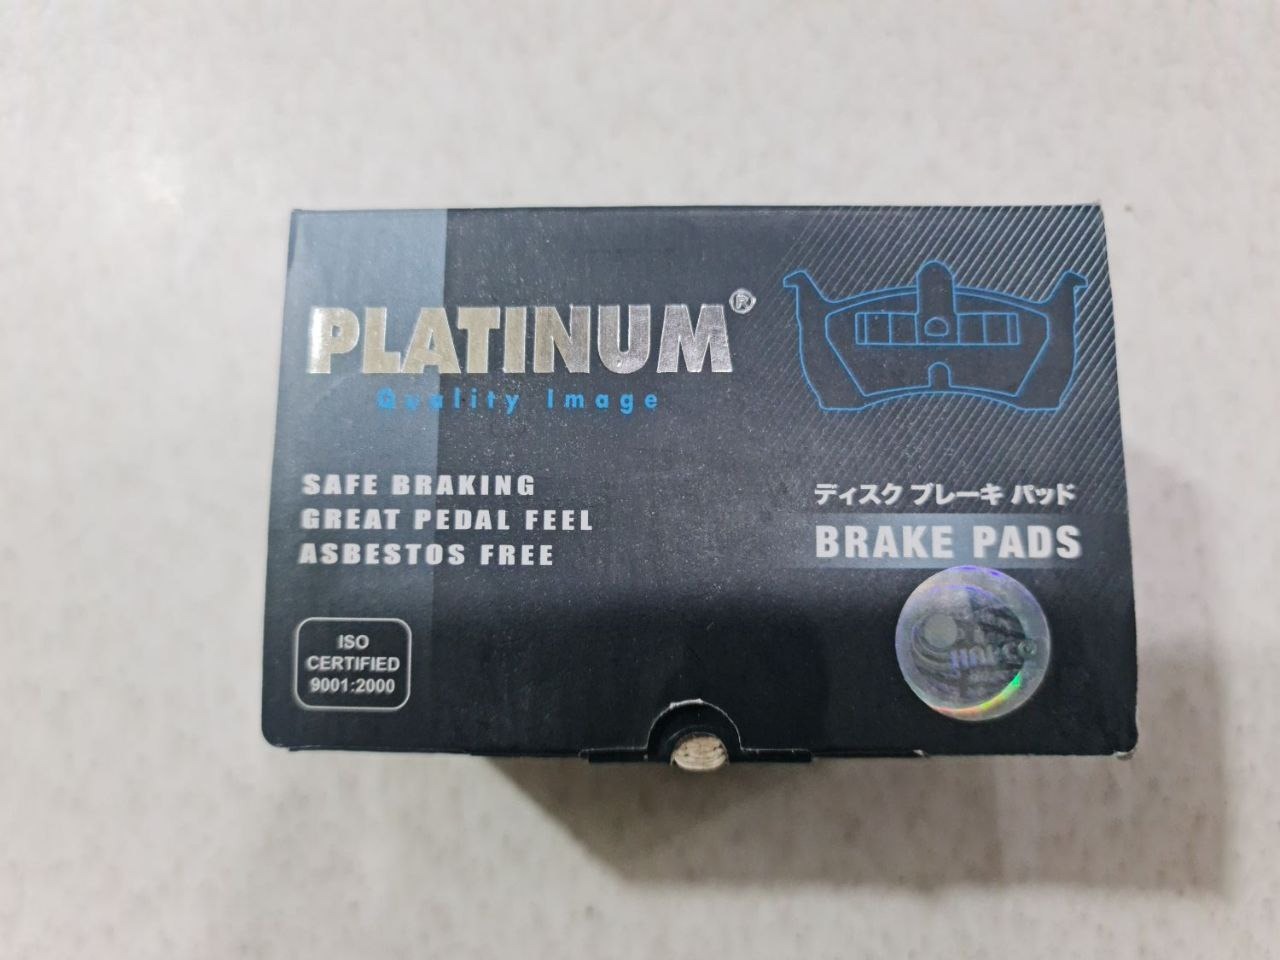 PLATINUM®
Quality Image
SAFE BRAKING
GREAT PEDAL FEEL
ASBESTOS FREE
ISO
CERTIFIED
9001:2000
ディスク ブレーキ パッド
BRAKE PADS